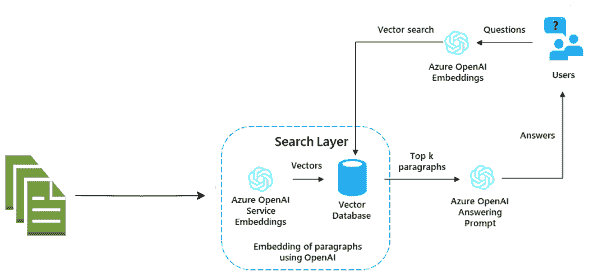 Vector search
Questions
Azure OpenAI
Embeddings
Users
Search Layer
Answers
Vectors
Top k
paragraphs
Azure OpenAI
Service
Embeddings
Vector
Database
Azure OpenAI
Answering
Prompt
Embedding of paragraphs
using OpenAI